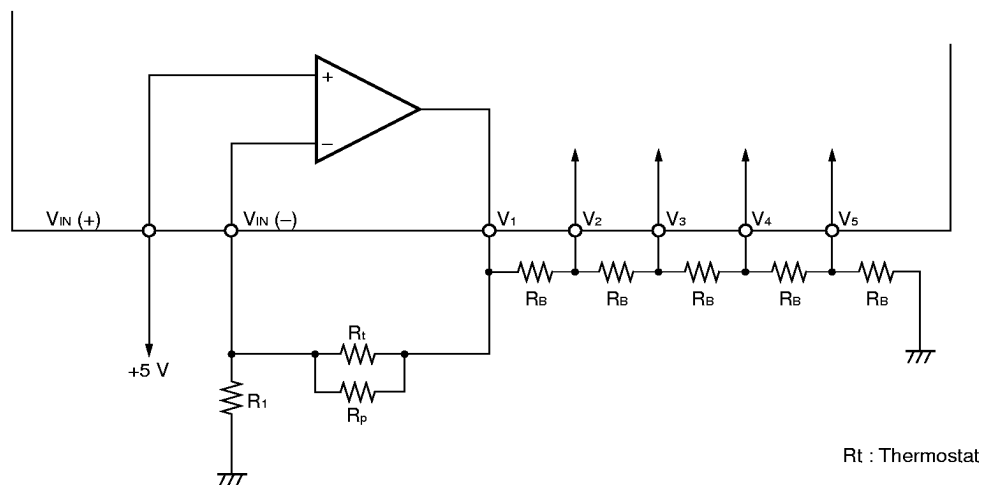 +
–
VIN (+)
VIN (–)
V1
V2
V3
V4
V5
RB
RB
RB
RB
RB
Rt
+5 V
R1
Rp
Rt : Thermostat